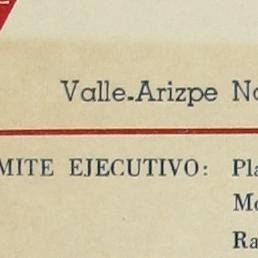 Valle-Arizpe No
MITE EJECUTIVO: Pla
Mo
Ra